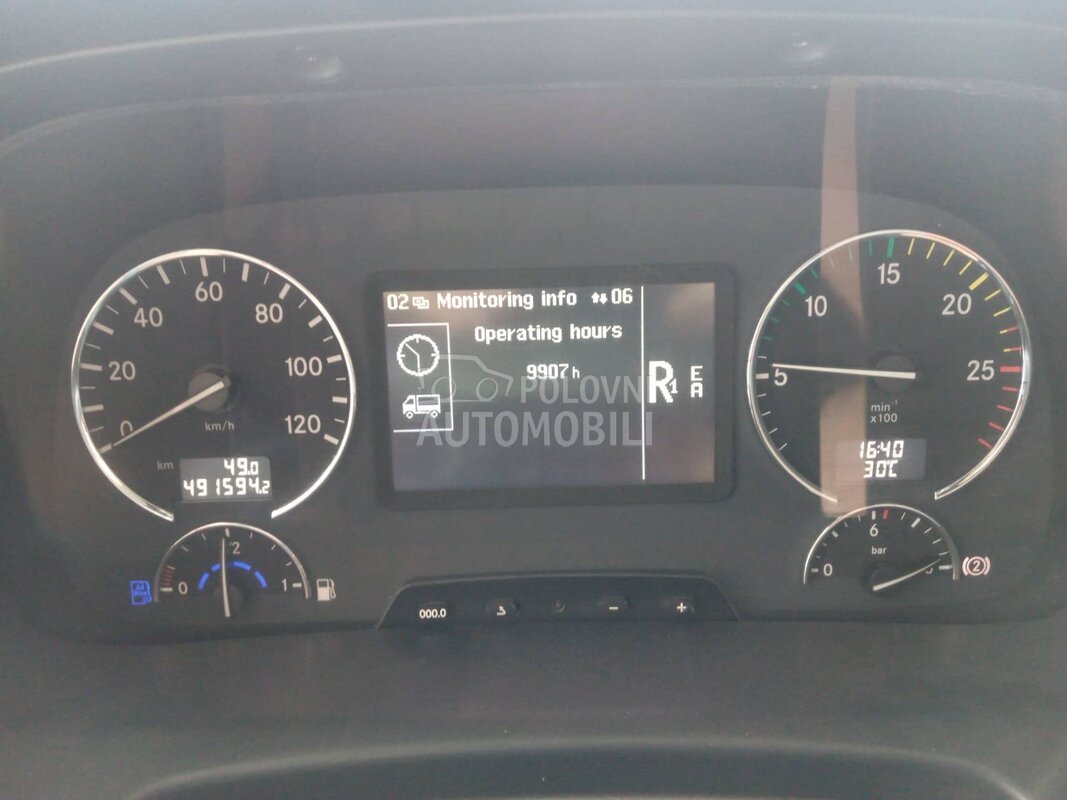 02 Monitoring info 06
Operating hours
9907 h
R1
E
A
POLOVNI
AUTOMOBILI
0
20
40
60
80
100
120
km/h
km
49.0
491594.2
5
10
15
20
25
min⁻¹
x100
16:40
30°C
0
1/2
1
0
6
bar
2
000.0
-
+